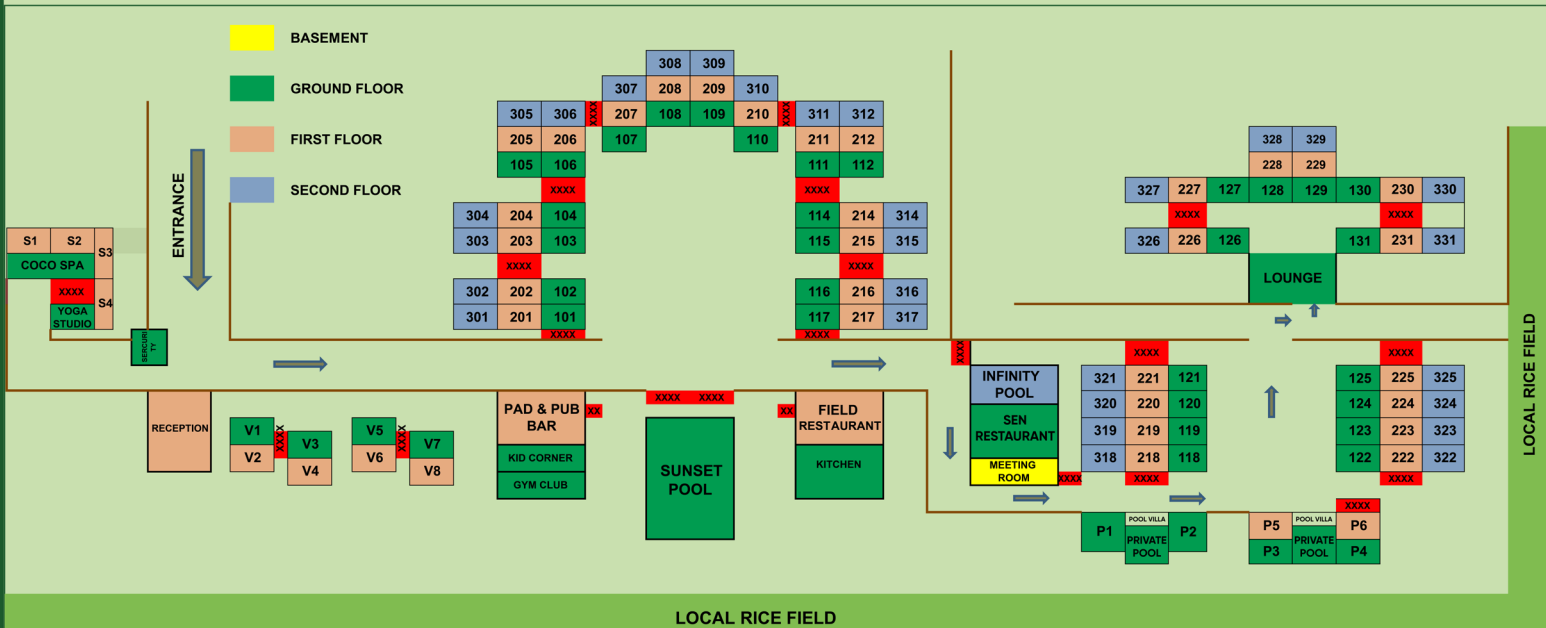 BASEMENT
GROUND FLOOR
FIRST FLOOR
SECOND FLOOR
ENTRANCE
308 309
307 208 209 310
305 306 XXXX 207 108 109 210 XXXX 311 312
205 206 107 110 211 212
105 106 111 112
XXXX XXXX
304 204 104 114 214 314
303 203 103 115 215 315
XXXX XXXX
302 202 102 116 216 316
301 201 101 117 217 317
XXXX XXXX
328 329
228 229
327 227 127 128 129 130 230 330
XXXX XXXX
326 226 126 131 231 331
LOUNGE
S1 S2 S3
COCO SPA
XXXX S4
YOGA
STUDIO
SERCURI
TY
RECEPTION
V1 XXXX V3
V2 V4
V5 XXXX V7
V6 V8
PAD & PUB
BAR
XX
KID CORNER
GYM CLUB
XXXX XXXX
SUNSET
POOL
XX
FIELD
RESTAURANT
KITCHEN
XXXX
INFINITY
POOL
SEN
RESTAURANT
MEETING
ROOM
XXXX
XXXX
321 221 121
320 220 120
319 219 119
318 218 118
XXXX
XXXX
125 225 325
124 224 324
123 223 323
122 222 322
XXXX
P1 POOL VILLA P2
PRIVATE
POOL
XXXX
P5 POOL VILLA P6
P3 PRIVATE
POOL P4
LOCAL RICE FIELD
LOCAL RICE FIELD